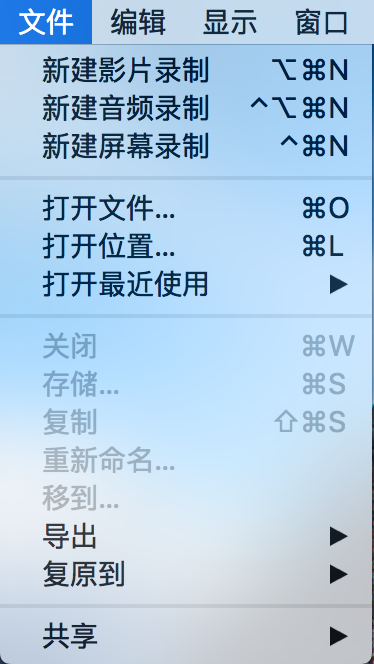 文件 编辑 显示 窗口
新建影片录制 ⌥⌘N
新建音频录制 ^⌥⌘N
新建屏幕录制 ^⌘N
打开文件... ⌘O
打开位置... ⌘L
打开最近使用 ▶
关闭 ⌘W
存储... ⌘S
复制 ⇧⌘S
重新命名...
移到...
导出 ▶
复原到 ▶
共享 ▶